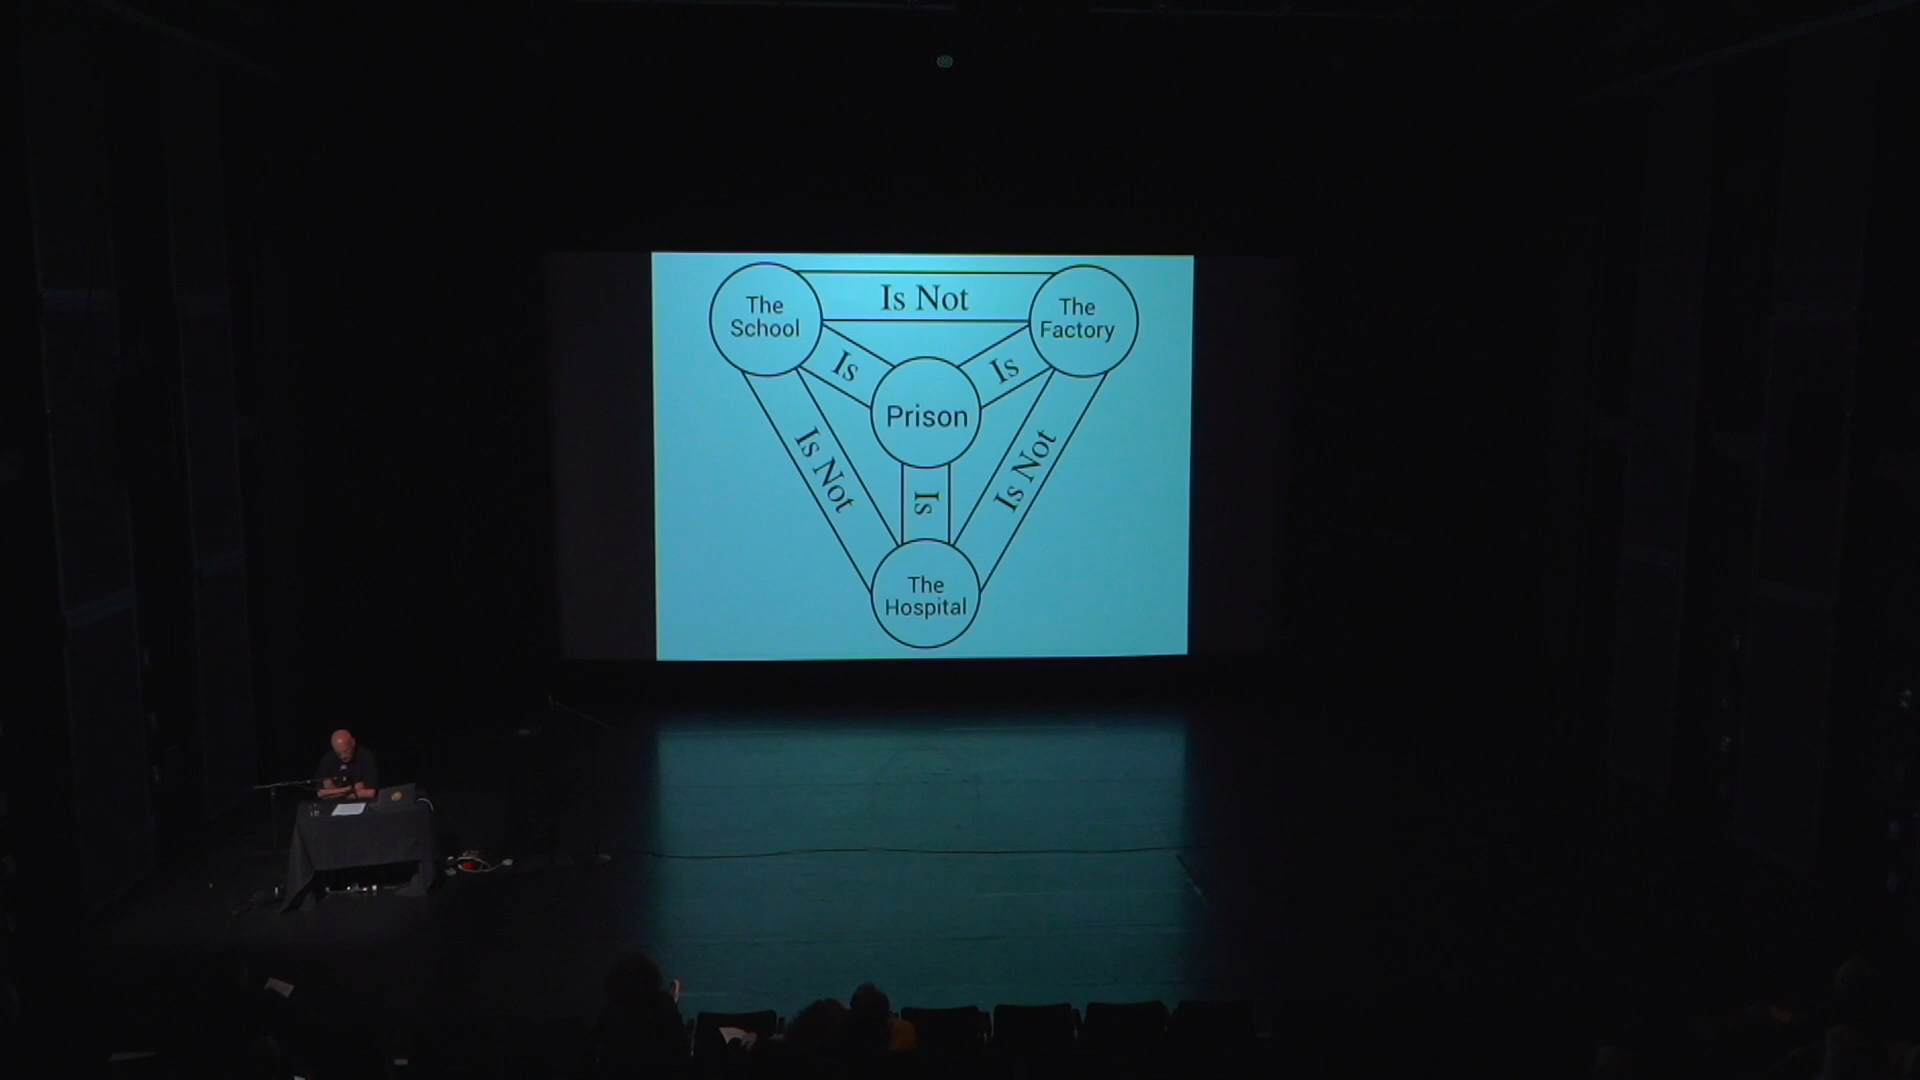 The
School
Is Not
The
Factory
Is
Is
Prison
Is Not
Is
Is Not
The
Hospital